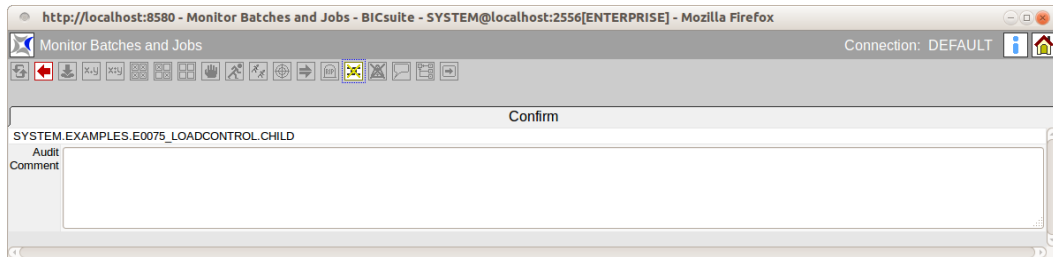 http://localhost:8580 - Monitor Batches and Jobs - BICsuite - SYSTEM@localhost:2556[ENTERPRISE] - Mozilla Firefox
Monitor Batches and Jobs Connection: DEFAULT
x.y x:y RIP
Confirm
SYSTEM.EXAMPLES.E0075_LOADCONTROL.CHILD
Audit
Comment